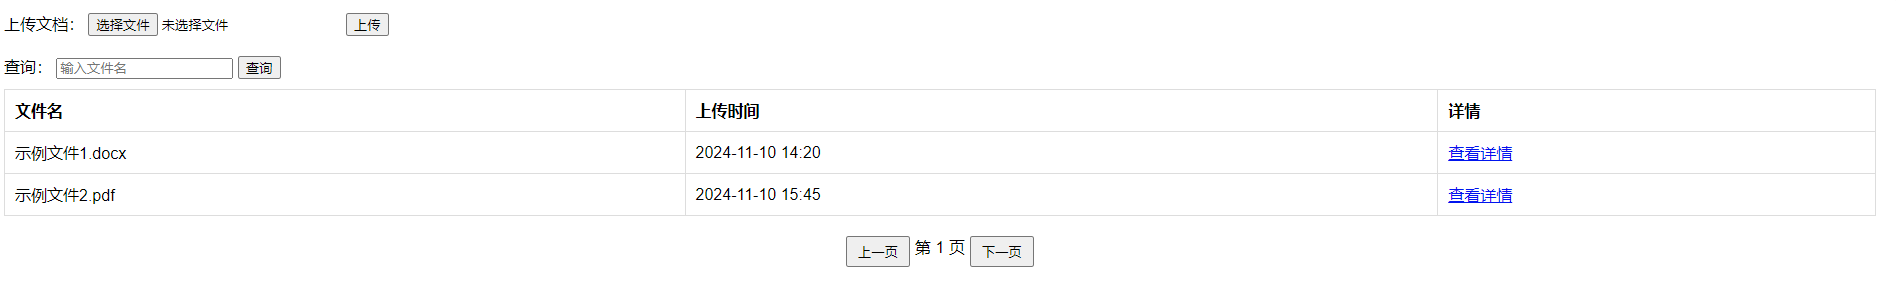 上传文档： 选择文件 未选择文件 上传
查询： 输入文件名 查询
文件名 上传时间 详情
示例文件1.docx 2024-11-10 14:20 查看详情
示例文件2.pdf 2024-11-10 15:45 查看详情
上一页 第 1 页 下一页